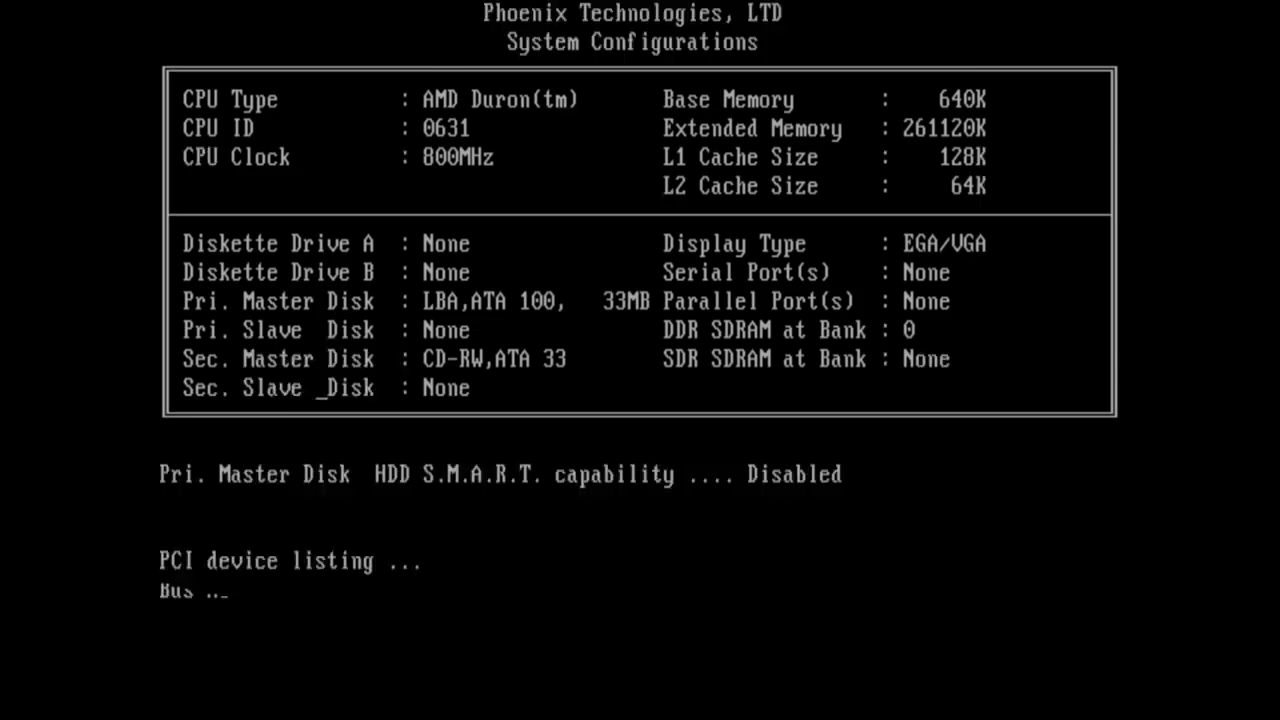 Phoenix Technologies, LTD
System Configurations
CPU Type : AMD Duron(tm) Base Memory : 640K
CPU ID : 0631 Extended Memory : 261120K
CPU Clock : 800MHz L1 Cache Size : 128K
L2 Cache Size : 64K
Diskette Drive A : None Display Type : EGA/VGA
Diskette Drive B : None Serial Port(s) : None
Pri. Master Disk : LBA,ATA 100, 33MB Parallel Port(s) : None
Pri. Slave Disk : None DDR SDRAM at Bank : 0
Sec. Master Disk : CD-RW,ATA 33 SDR SDRAM at Bank : None
Sec. Slave _Disk : None
Pri. Master Disk HDD S.M.A.R.T. capability .... Disabled
PCI device listing ...
Bus